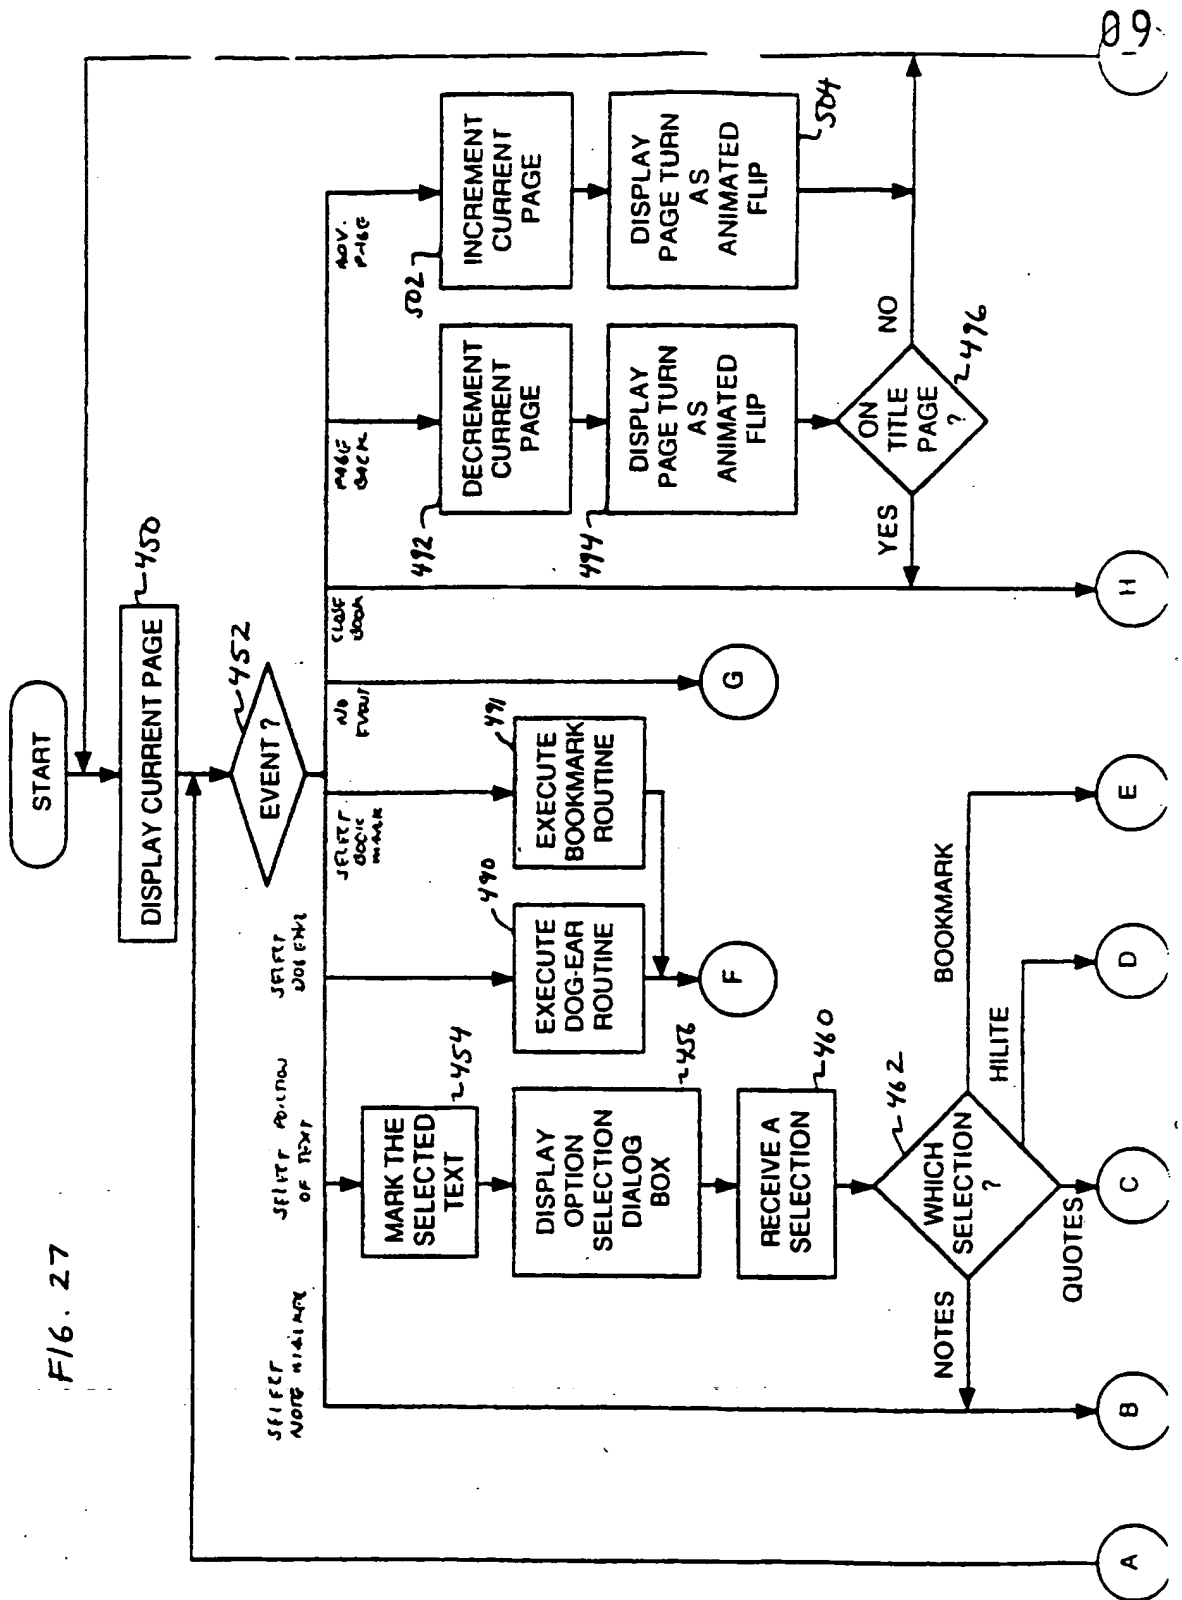 FIG. 27
START
DISPLAY CURRENT PAGE
450
EVENT?
452
SELECT
NOTE
SELECT PORTION
OF TEXT
SELECT
DOG EAR
SELECT
BOOK
MARK
NO
EVENT
CLOSE
BOOK
PAGE
BACK
ADV.
PAGE
MARK THE
SELECTED
TEXT
454
DISPLAY
OPTION
SELECTION
DIALOG
BOX
456
RECEIVE A
SELECTION
460
WHICH
SELECTION
?
462
NOTES
QUOTES
HILITE
BOOKMARK
EXECUTE
DOG-EAR
ROUTINE
490
EXECUTE
BOOKMARK
ROUTINE
491
DECREMENT
CURRENT
PAGE
492
DISPLAY
PAGE TURN
AS
ANIMATED
FLIP
494
ON
TITLE
PAGE
?
496
YES
NO
INCREMENT
CURRENT
PAGE
502
DISPLAY
PAGE TURN
AS
ANIMATED
FLIP
504
A
B
C
D
E
F
G
H
I
09